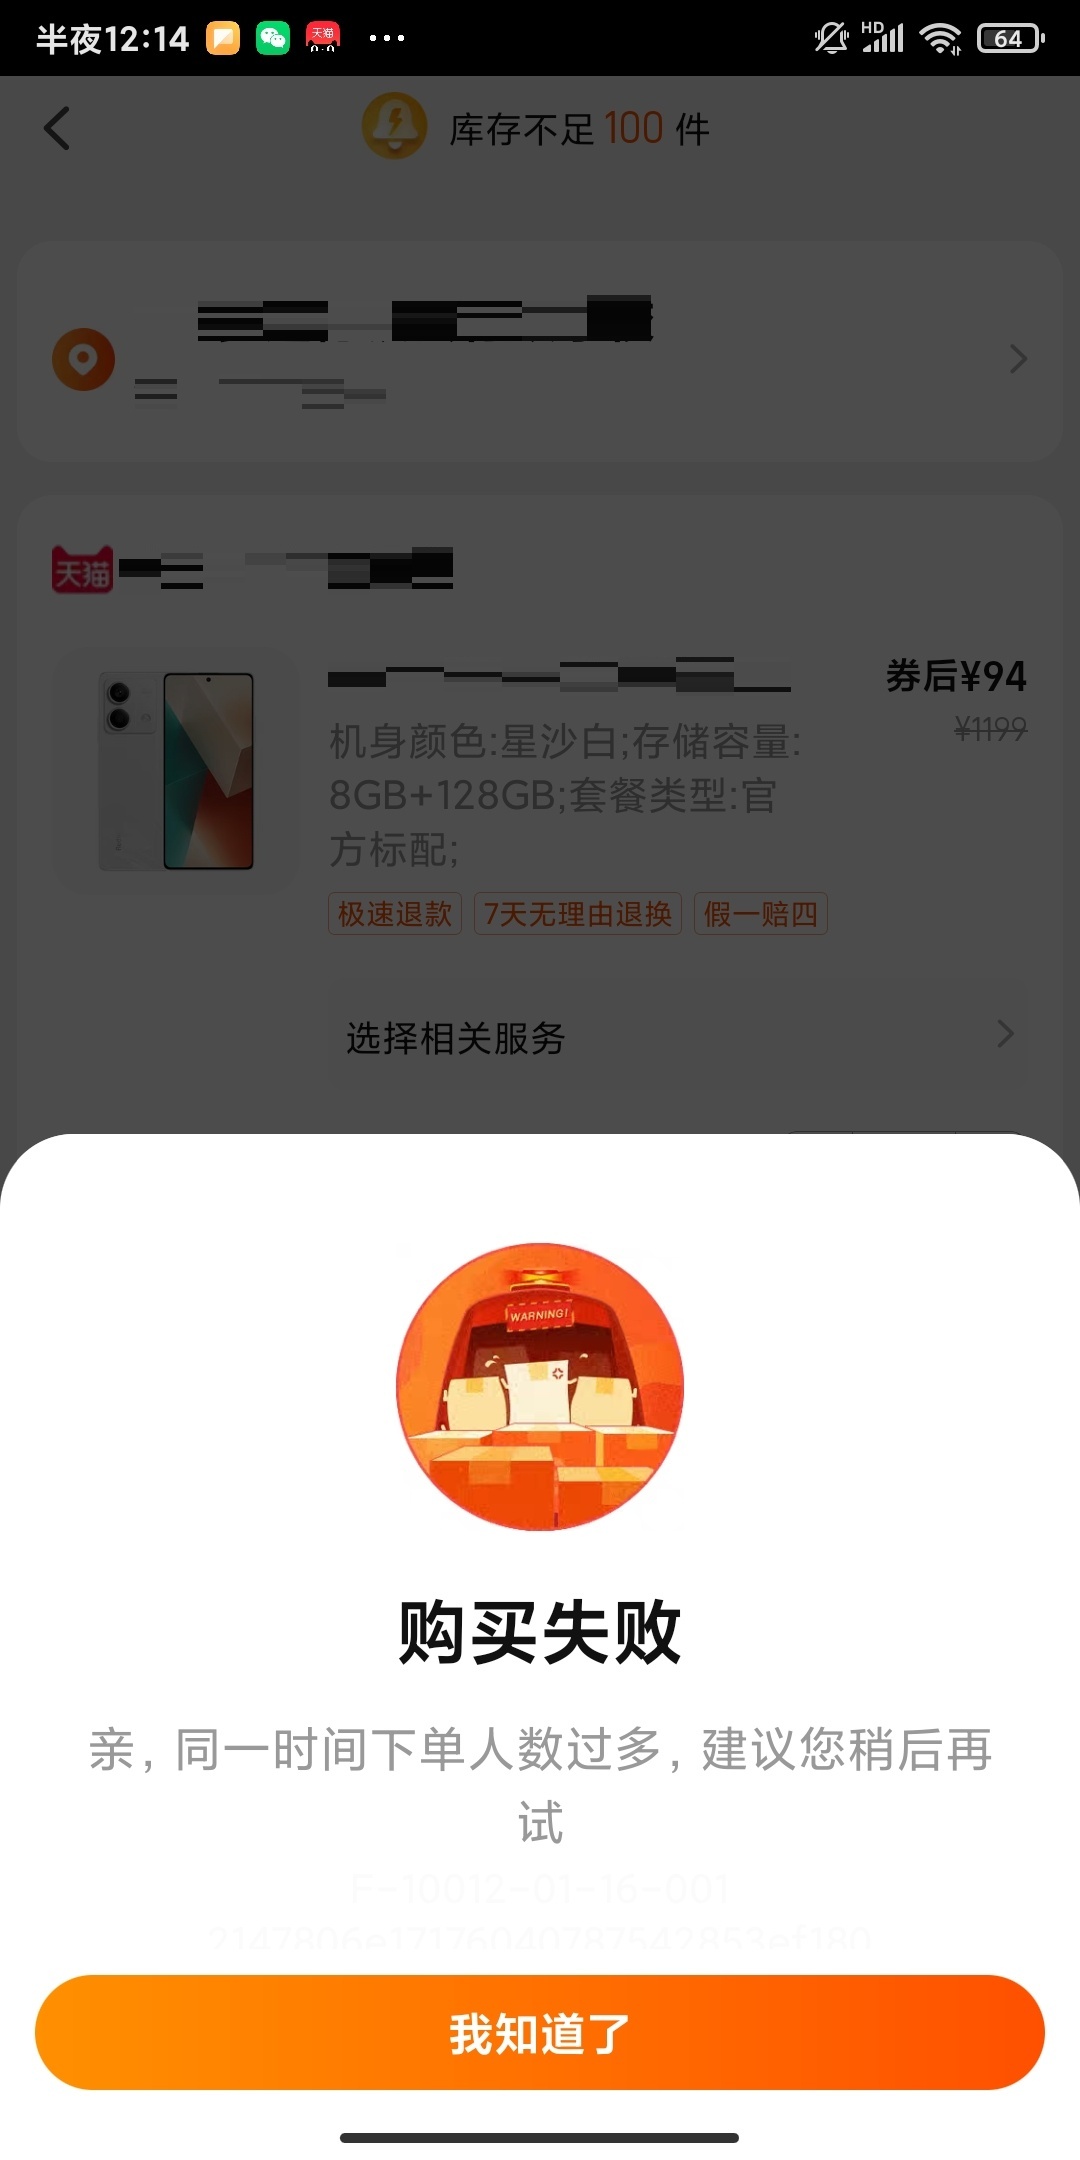 半夜12:14
天猫
HD
64
库存不足 100 件
天猫
券后¥94
¥1199
机身颜色:星沙白;存储容量:
8GB+128GB;套餐类型:官
方标配;
极速退款
7天无理由退换
假一赔四
选择相关服务
WARNING!
购买失败
亲，同一时间下单人数过多，建议您稍后再
试
F-10012-01-16-001
2147806e17176040787542853ef180
我知道了